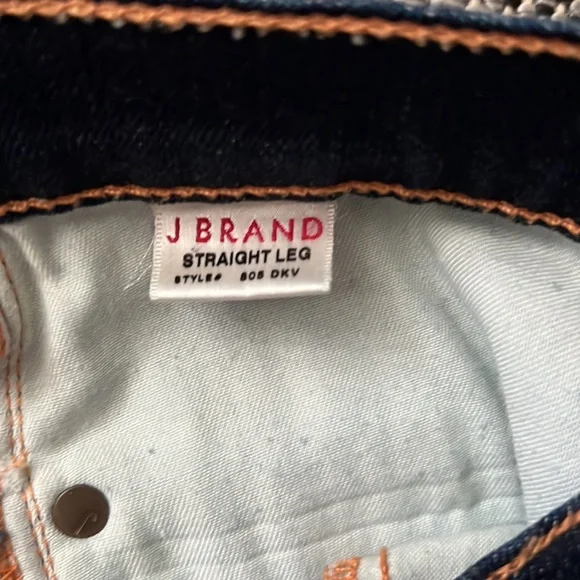 J BRAND
STRAIGHT LEG
STYLE# 805 DKV